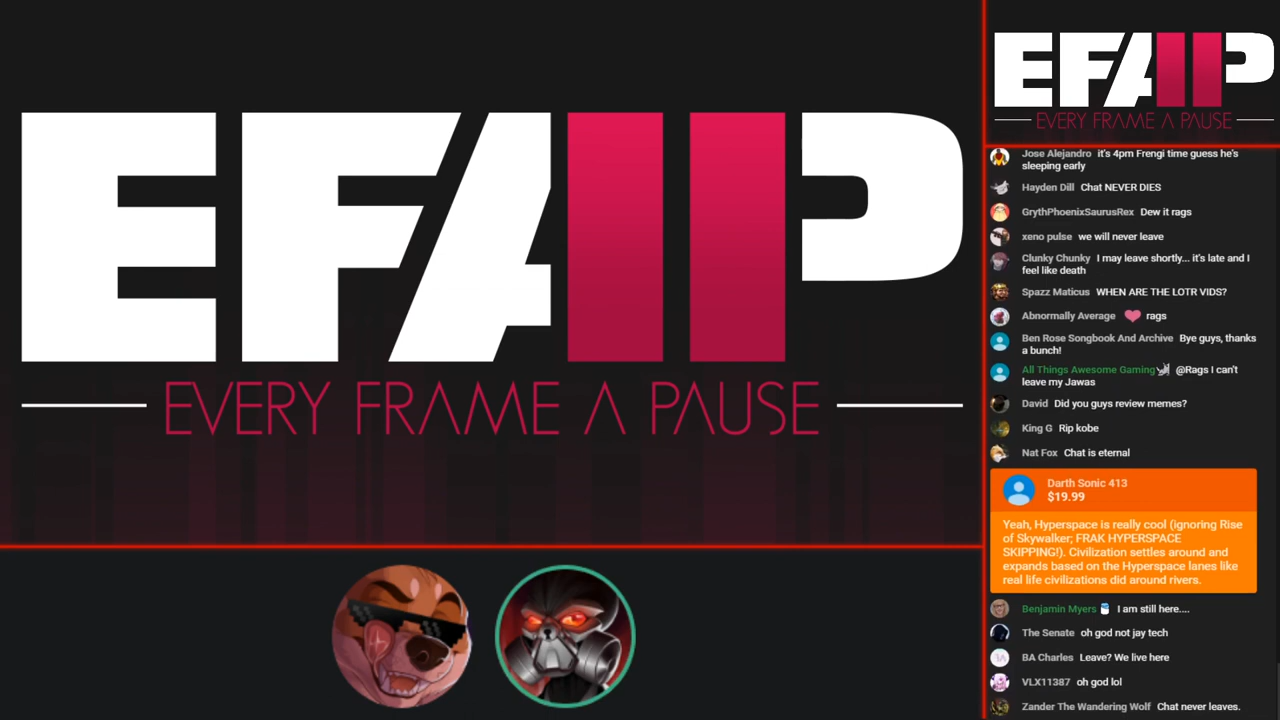 EFAP
EVERY FRAME A PAUSE
EFAP
EVERY FRAME A PAUSE
Jose Alejandro it's 4pm Frengi time guess he's
sleeping early
Hayden Dill Chat NEVER DIES
GrythPhoenixSaurusRex Dew it rags
xeno pulse we will never leave
Clunky Chunky I may leave shortly... it's late and I
feel like death
Spazz Maticus WHEN ARE THE LOTR VIDS?
Abnormally Average rags
Ben Rose Songbook And Archive Bye guys, thanks
a bunch!
All Things Awesome Gaming @Rags I can't
leave my Jawas
David Did you guys review memes?
King G Rip kobe
Nat Fox Chat is eternal
Darth Sonic 413
$19.99
Yeah, Hyperspace is really cool (ignoring Rise
of Skywalker; FRAK HYPERSPACE
SKIPPING!). Civilization settles around and
expands based on the Hyperspace lanes like
real life civilizations did around rivers.
Benjamin Myers I am still here....
The Senate oh god not jay tech
BA Charles Leave? We live here
VLX11387 oh god lol
Zander The Wandering Wolf Chat never leaves.